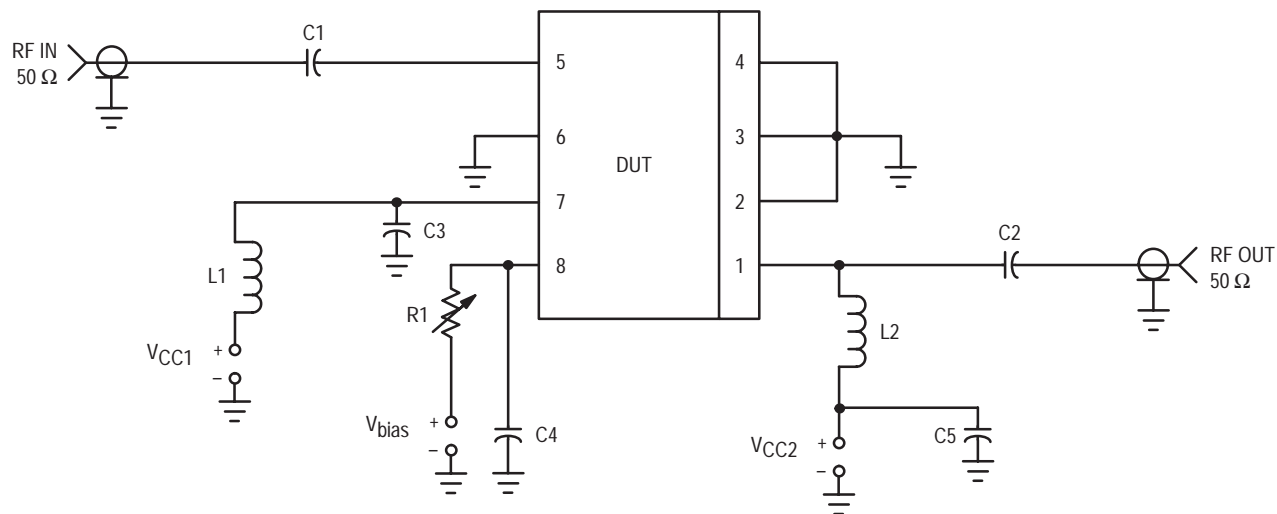 RF IN
50 Ω
C1
5
4
6
3
DUT
7
2
C3
C2
L1
8
1
RF OUT
50 Ω
R1
L2
VCC1
+
–
Vbias
+
–
C4
VCC2
+
–
C5